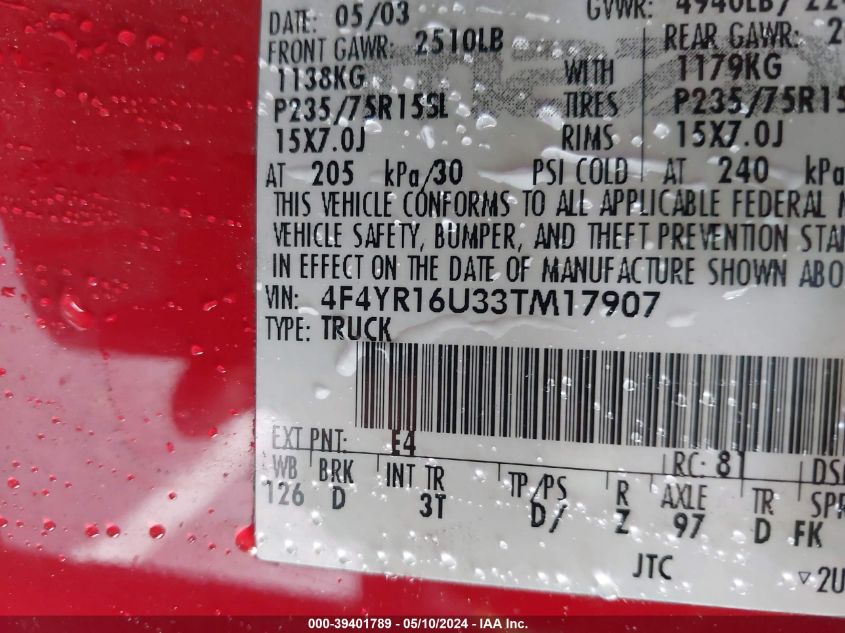 DATE: 05/03 GVWR: 4940LB/
FRONT GAWR: 2510LB REAR GAWR:
1138KG WITH 1179KG
P235/75R15SL TIRES P235/75R15
15X7.0J RIMS 15X7.0J
AT 205 kPa/30 PSI COLD AT 240 kPa
THIS VEHICLE CONFORMS TO ALL APPLICABLE FEDERAL
VEHICLE SAFETY, BUMPER, AND THEFT PREVENTION
IN EFFECT ON THE DATE OF MANUFACTURE SHOWN
VIN: 4F4YR16U33TM17907
TYPE: TRUCK
EXT PNT: E4 RC: 81
WB BRK INT TR TP/PS R AXLE TR
126 D 3T D/ Z 97 D FK
JTC
000-39401789 - 05/10/2024 - IAA Inc.